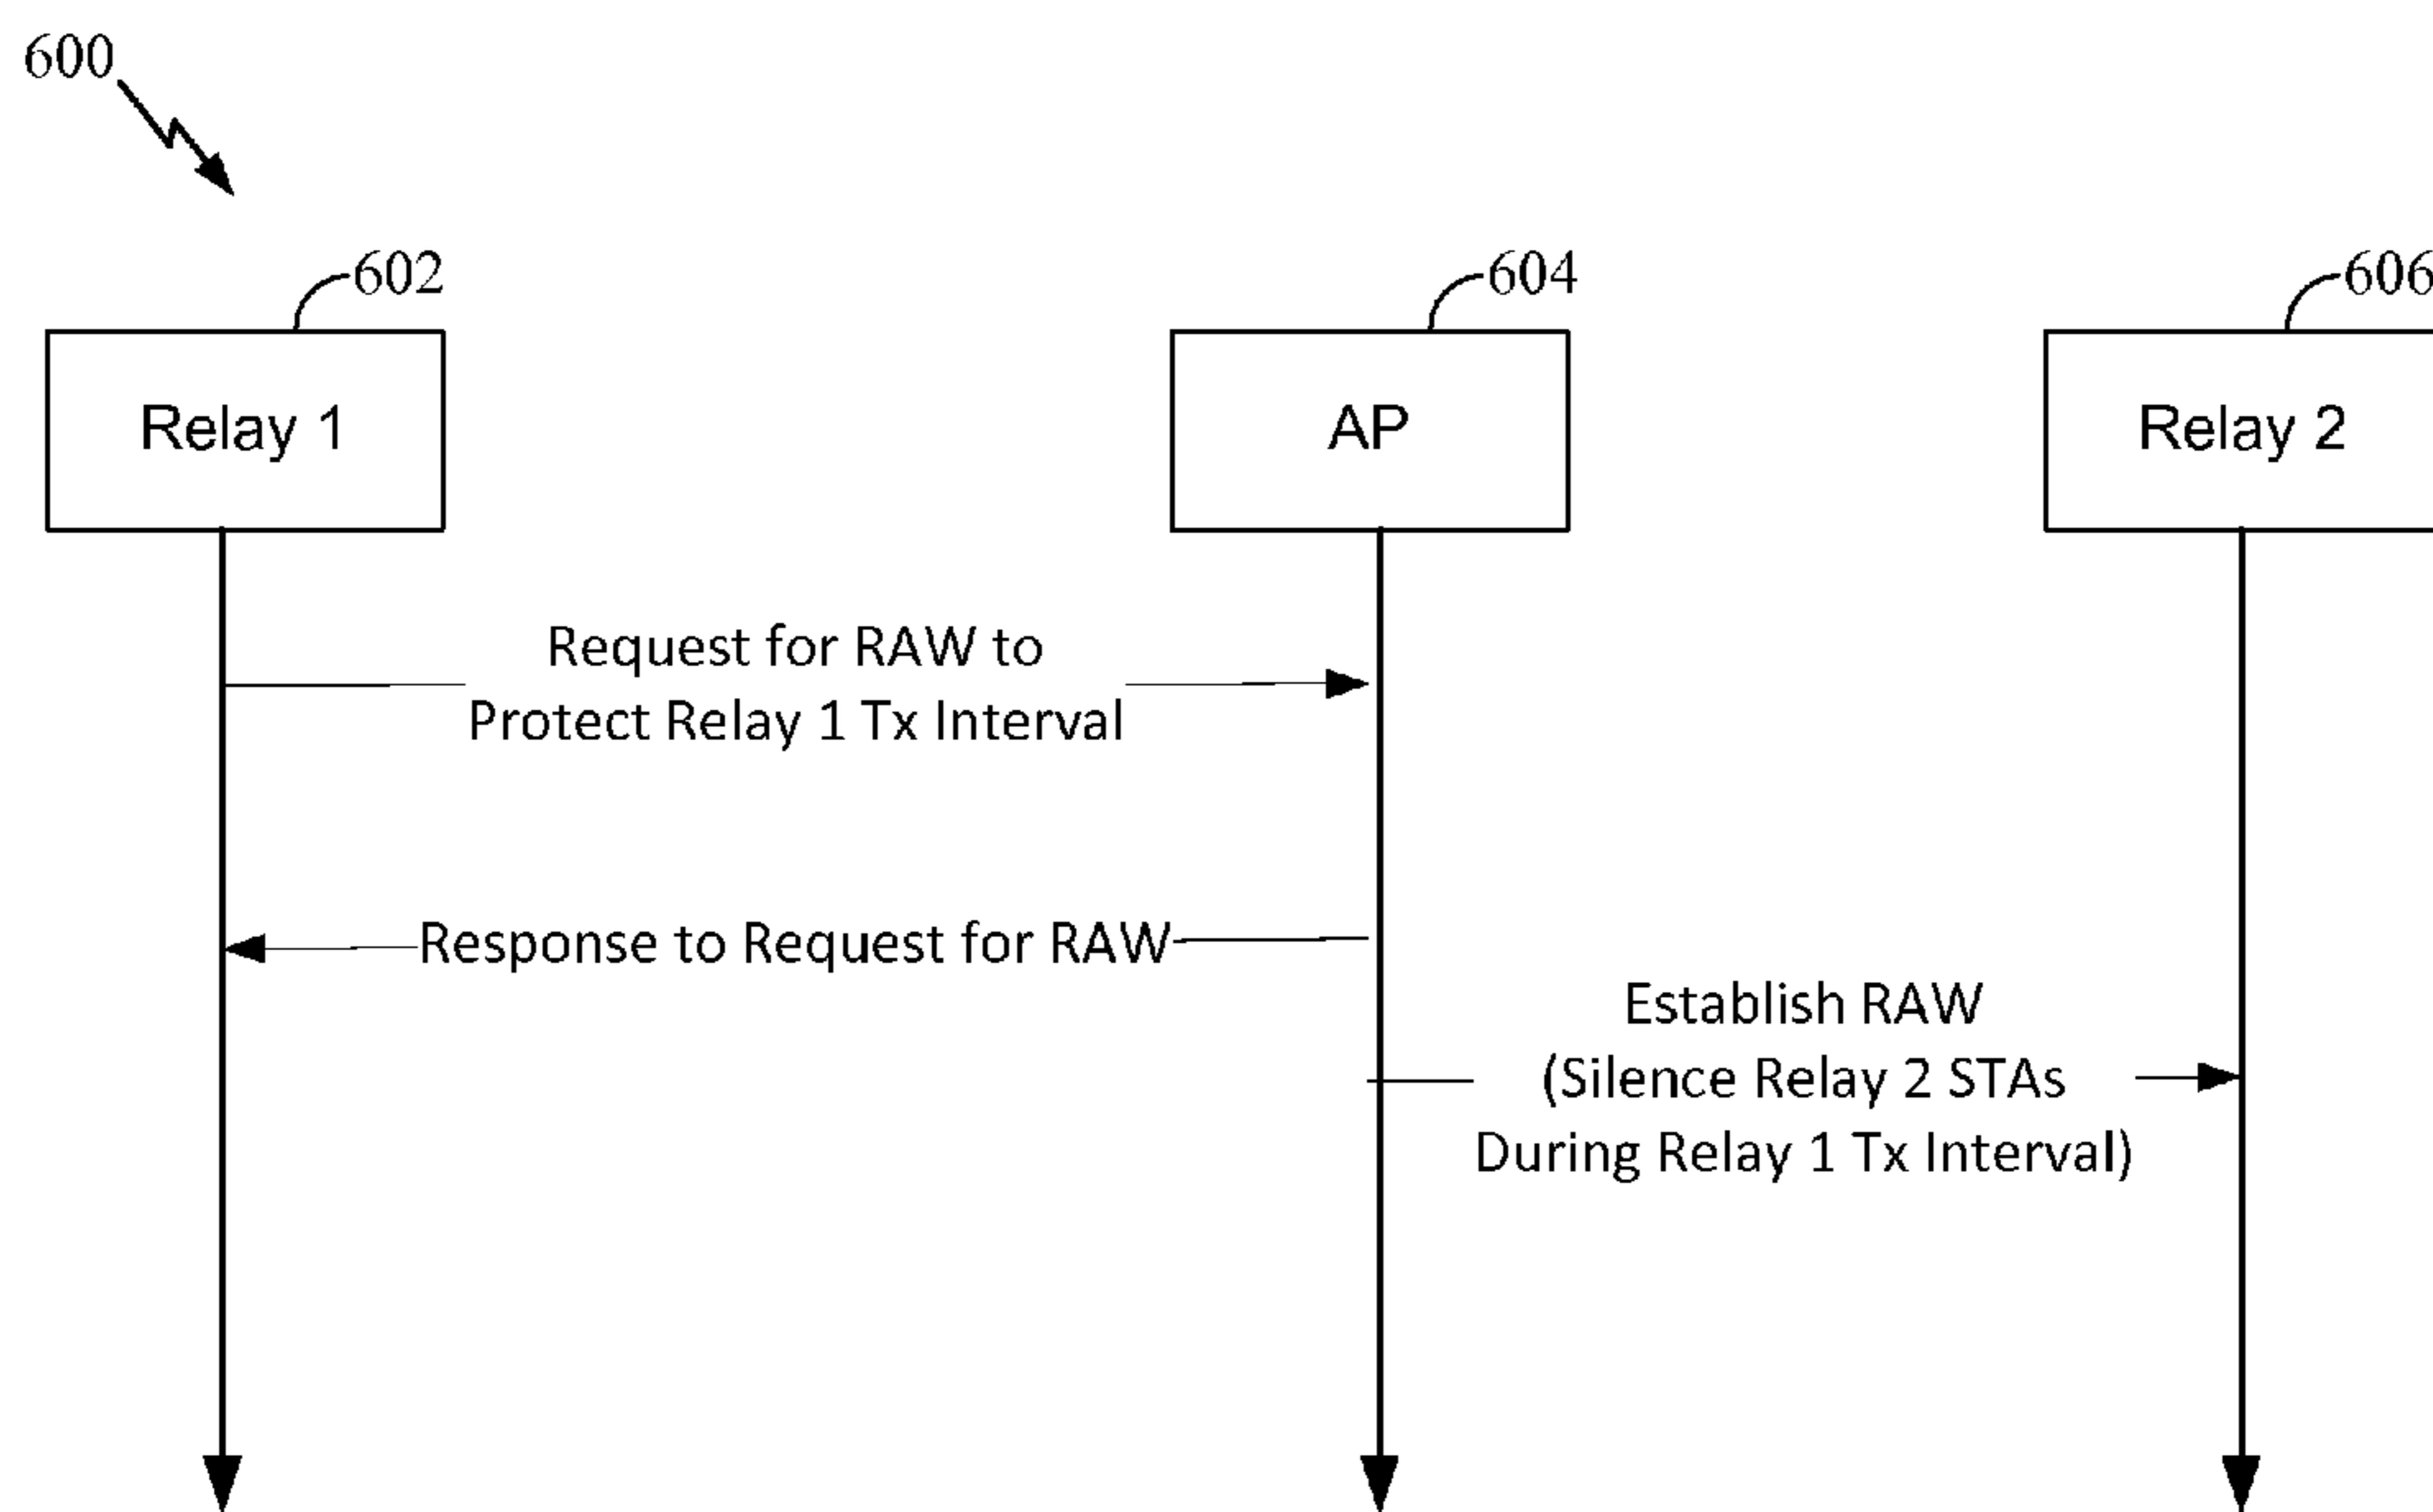 600
602
604
606
Relay 1
AP
Relay 2
Request for RAW to
Protect Relay 1 Tx Interval
Response to Request for RAW
Establish RAW
(Silence Relay 2 STAs
During Relay 1 Tx Interval)